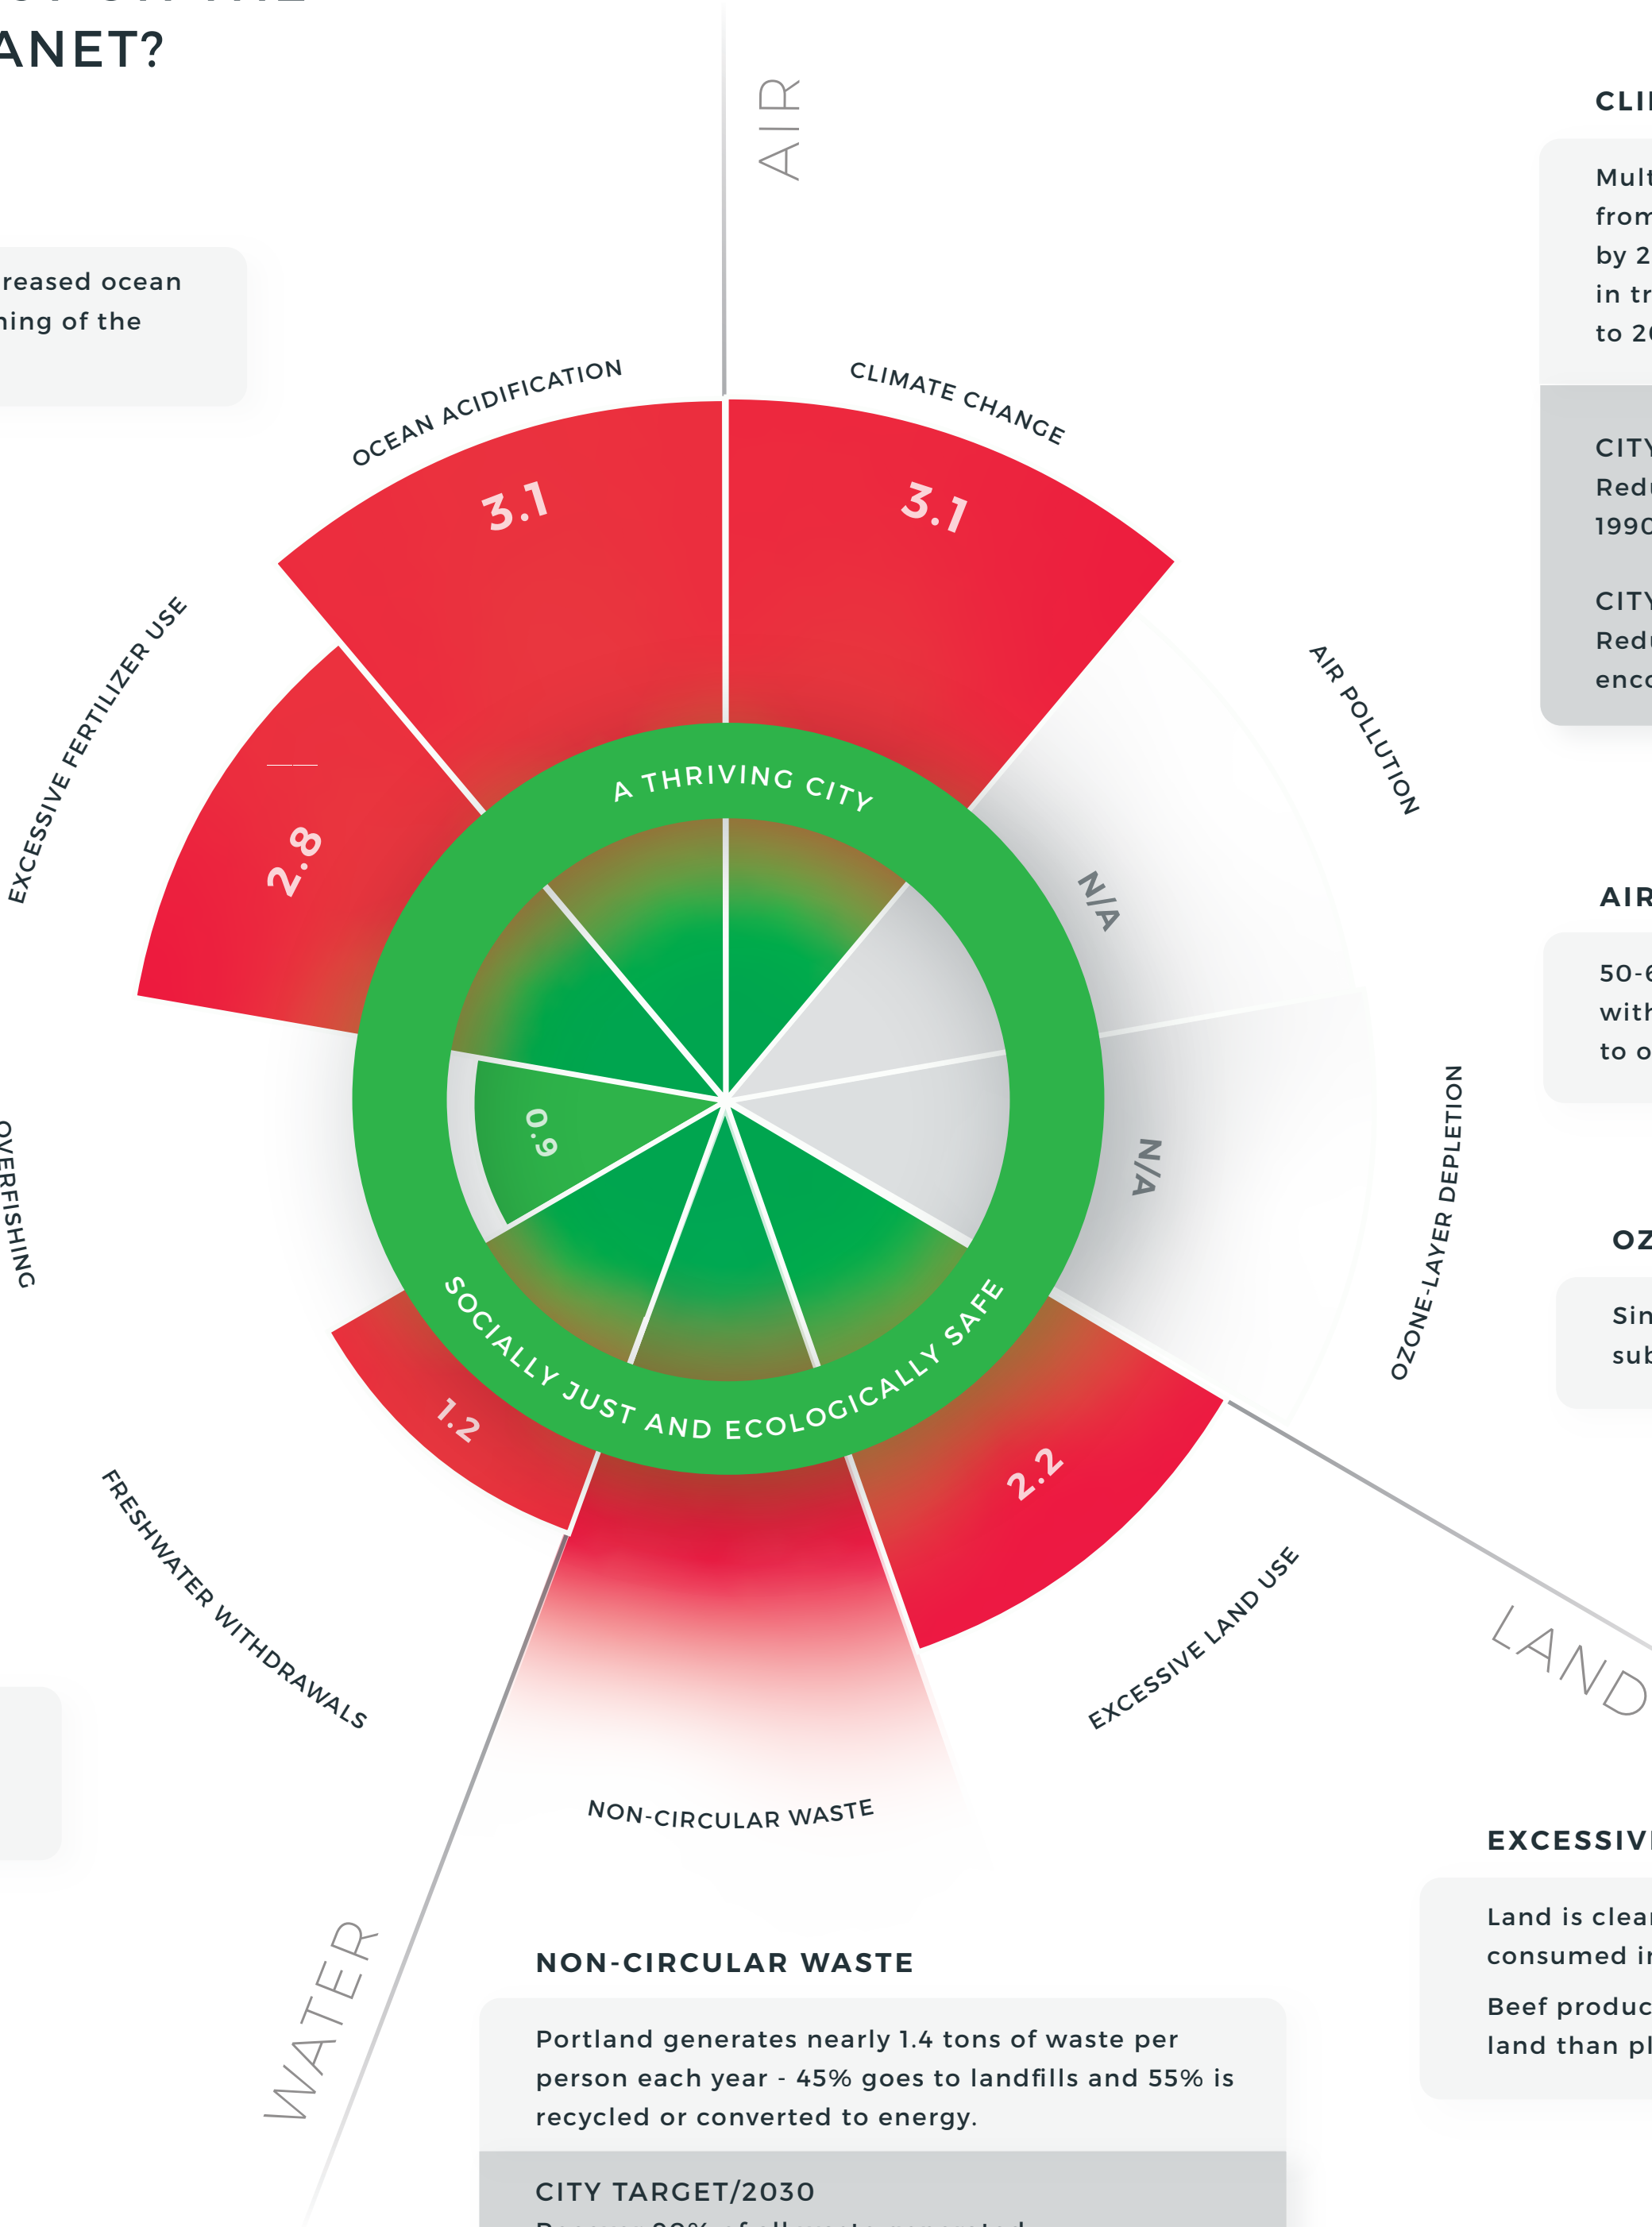 ANET?
AIR
reased ocean
ning of the
OCEAN ACIDIFICATION
CLIMATE CHANGE
3.1
3.1
EXCESSIVE FERTILIZER USE
2.8
AIR POLLUTION
N/A
A THRIVING CITY
0.9
N/A
OZONE-LAYER DEPLETION
OVERFISHING
SOCIALLY JUST AND ECOLOGICALLY SAFE
1.2
2.2
FRESHWATER WITHDRAWALS
EXCESSIVE LAND USE
NON-CIRCULAR WASTE
LAND
WATER
CLI
Mult
from
by 2
in tr
to 20
CITY
Redu
1990
CITY
Redu
enco
AIR
50-6
with
to o
OZ
Sin
sub
EXCESSIVE
Land is clear
consumed in
Beef produc
land than pl
NON-CIRCULAR WASTE
Portland generates nearly 1.4 tons of waste per
person each year - 45% goes to landfills and 55% is
recycled or converted to energy.
CITY TARGET/2030